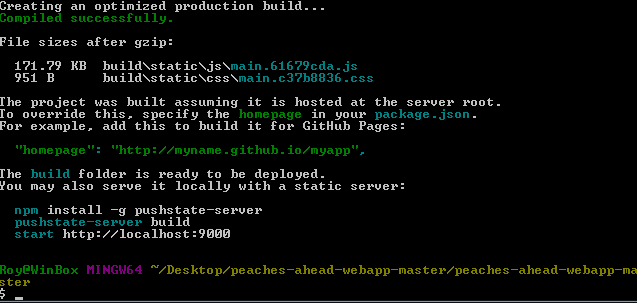 Creating an optimized production build...
Compiled successfully.
File sizes after gzip:
171.79 KB  build\static\js\main.61679cda.js
951 B      build\static\css\main.c37b8836.css
The project was built assuming it is hosted at the server root.
To override this, specify the homepage in your package.json.
For example, add this to build it for GitHub Pages:
"homepage": "http://myname.github.io/myapp",
The build folder is ready to be deployed.
You may also serve it locally with a static server:
npm install -g pushstate-server
pushstate-server build
start http://localhost:9000
Roy@WinBox MINGW64 ~/Desktop/peaches-ahead-webapp-master/peaches-ahead-webapp-ma
ster
$ _